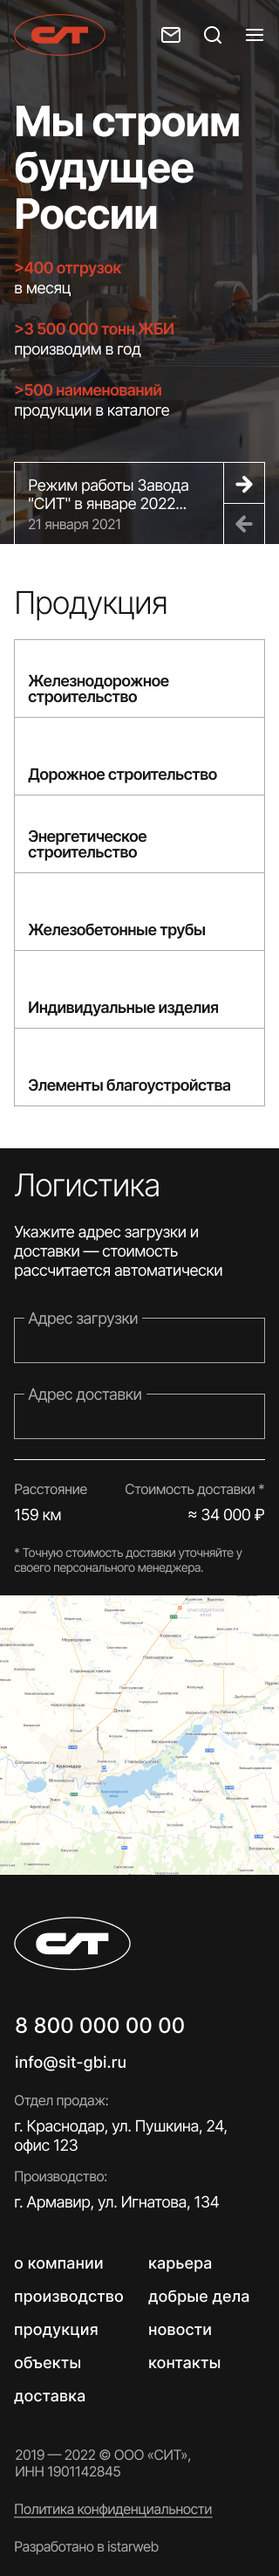 СИТ
Мы строим
будущее
России
>400 отгрузок
в месяц
>3 500 000 тонн ЖБИ
производим в год
>500 наименований
продукции в каталоге
Режим работы Завода
"СИТ" в январе 2022...
21 января 2021
Продукция
Железнодорожное
строительство
Дорожное строительство
Энергетическое
строительство
Железобетонные трубы
Индивидуальные изделия
Элементы благоустройства
Логистика
Укажите адрес загрузки и
доставки — стоимость
рассчитается автоматически
Адрес загрузки
Адрес доставки
Расстояние Стоимость доставки *
159 км ≈ 34 000 ₽
* Точную стоимость доставки уточняйте у
своего персонального менеджера.
Краснодар
СИТ
8 800 000 00 00
info@sit-gbi.ru
Отдел продаж:
г. Краснодар, ул. Пушкина, 24,
офис 123
Производство:
г. Армавир, ул. Игнатова, 134
о компании карьера
производство добрые дела
продукция новости
объекты контакты
доставка
2019 — 2022 © ООО «СИТ»,
ИНН 1901142845
Политика конфиденциальности
Разработано в istarweb